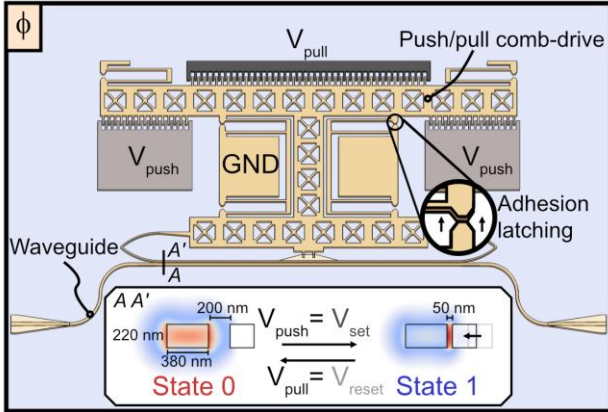 ϕ
V_pull
Push/pull comb-drive
V_push
GND
V_push
Adhesion
latching
Waveguide
A'
A
A A'
200 nm
50 nm
220 nm
380 nm
V_push = V_set
V_pull = V_reset
State 0
State 1